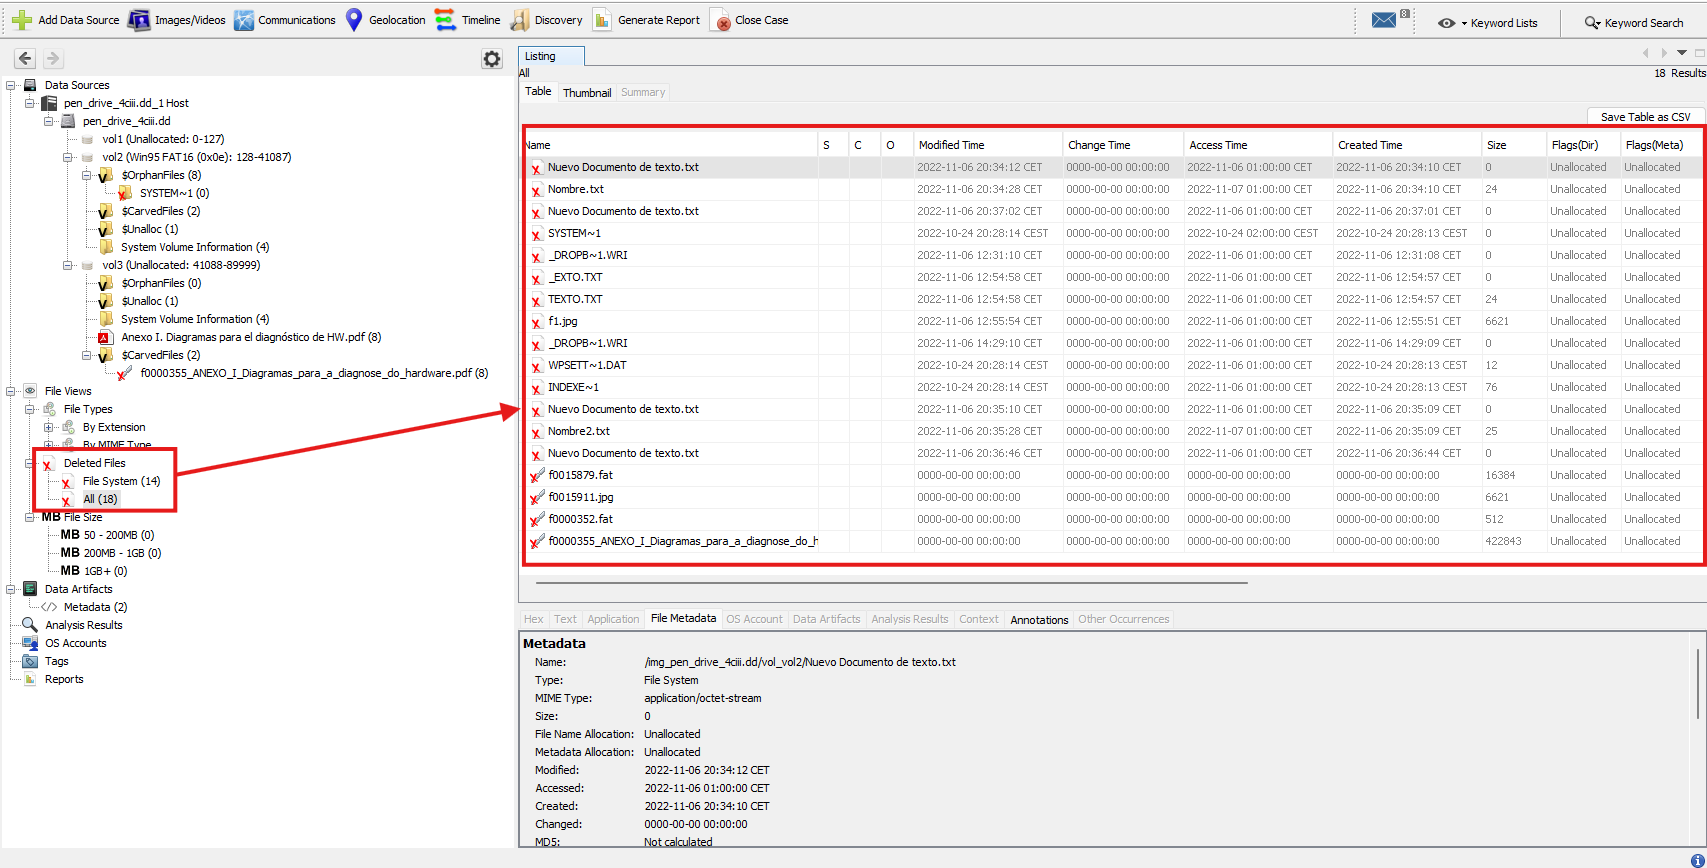 Add Data Source Images/Videos Communications Geolocation Timeline Discovery Generate Report Close Case 8 Keyword Lists Keyword Search
Listing
All 18 Results
Table Thumbnail Summary
Save Table as CSV
Data Sources
pen_drive_4ciii.dd_1 Host
pen_drive_4ciii.dd
vol1 (Unallocated: 0-127)
vol2 (Win95 FAT16 (0x0e): 128-41087)
$OrphanFiles (8)
SYSTEM~1 (0)
$CarvedFiles (2)
$Unalloc (1)
System Volume Information (4)
vol3 (Unallocated: 41088-89999)
$OrphanFiles (0)
$Unalloc (1)
System Volume Information (4)
Anexo I. Diagramas para el diagnóstico de HW.pdf (8)
$CarvedFiles (2)
f0000355_ANEXO_I_Diagramas_para_a_diagnose_do_hardware.pdf (8)
File Views
File Types
By Extension
By MIME Type
Deleted Files
File System (14)
All (18)
MB File Size
MB 50 - 200MB (0)
MB 200MB - 1GB (0)
MB 1GB+ (0)
Data Artifacts
Metadata (2)
Analysis Results
OS Accounts
Tags
Reports
Name S C O Modified Time Change Time Access Time Created Time Size Flags(Dir) Flags(Meta)
Nuevo Documento de texto.txt 2022-11-06 20:34:12 CET 0000-00-00 00:00:00 2022-11-06 01:00:00 CET 2022-11-06 20:34:10 CET 0 Unallocated Unallocated
Nombre.txt 2022-11-06 20:34:28 CET 0000-00-00 00:00:00 2022-11-07 01:00:00 CET 2022-11-06 20:34:10 CET 24 Unallocated Unallocated
Nuevo Documento de texto.txt 2022-11-06 20:37:02 CET 0000-00-00 00:00:00 2022-11-06 01:00:00 CET 2022-11-06 20:37:01 CET 0 Unallocated Unallocated
SYSTEM~1 2022-10-24 20:28:14 CEST 0000-00-00 00:00:00 2022-10-24 02:00:00 CEST 2022-10-24 20:28:13 CEST 0 Unallocated Unallocated
_DROPB~1.WRI 2022-11-06 12:31:10 CET 0000-00-00 00:00:00 2022-11-06 01:00:00 CET 2022-11-06 12:31:08 CET 0 Unallocated Unallocated
_EXTO.TXT 2022-11-06 12:54:58 CET 0000-00-00 00:00:00 2022-11-06 01:00:00 CET 2022-11-06 12:54:57 CET 0 Unallocated Unallocated
TEXTO.TXT 2022-11-06 12:54:58 CET 0000-00-00 00:00:00 2022-11-06 01:00:00 CET 2022-11-06 12:54:57 CET 24 Unallocated Unallocated
f1.jpg 2022-11-06 12:55:54 CET 0000-00-00 00:00:00 2022-11-06 01:00:00 CET 2022-11-06 12:55:51 CET 6621 Unallocated Unallocated
_DROPB~1.WRI 2022-11-06 14:29:10 CET 0000-00-00 00:00:00 2022-11-06 01:00:00 CET 2022-11-06 14:29:09 CET 0 Unallocated Unallocated
WPSETT~1.DAT 2022-10-24 20:28:14 CEST 0000-00-00 00:00:00 2022-11-06 01:00:00 CET 2022-10-24 20:28:13 CEST 12 Unallocated Unallocated
INDEXE~1 2022-10-24 20:28:14 CEST 0000-00-00 00:00:00 2022-11-06 01:00:00 CET 2022-10-24 20:28:13 CEST 76 Unallocated Unallocated
Nuevo Documento de texto.txt 2022-11-06 20:35:10 CET 0000-00-00 00:00:00 2022-11-06 01:00:00 CET 2022-11-06 20:35:09 CET 0 Unallocated Unallocated
Nombre2.txt 2022-11-06 20:35:28 CET 0000-00-00 00:00:00 2022-11-07 01:00:00 CET 2022-11-06 20:35:09 CET 25 Unallocated Unallocated
Nuevo Documento de texto.txt 2022-11-06 20:36:46 CET 0000-00-00 00:00:00 2022-11-06 01:00:00 CET 2022-11-06 20:36:44 CET 0 Unallocated Unallocated
f0015879.fat 0000-00-00 00:00:00 0000-00-00 00:00:00 0000-00-00 00:00:00 0000-00-00 00:00:00 16384 Unallocated Unallocated
f0015911.jpg 0000-00-00 00:00:00 0000-00-00 00:00:00 0000-00-00 00:00:00 0000-00-00 00:00:00 6621 Unallocated Unallocated
f0000352.fat 0000-00-00 00:00:00 0000-00-00 00:00:00 0000-00-00 00:00:00 0000-00-00 00:00:00 512 Unallocated Unallocated
f0000355_ANEXO_I_Diagramas_para_a_diagnose_do_h 0000-00-00 00:00:00 0000-00-00 00:00:00 0000-00-00 00:00:00 0000-00-00 00:00:00 422843 Unallocated Unallocated
Hex Text Application File Metadata OS Account Data Artifacts Analysis Results Context Annotations Other Occurrences
Metadata
Name: /img_pen_drive_4ciii.dd/vol_vol2/Nuevo Documento de texto.txt
Type: File System
MIME Type: application/octet-stream
Size: 0
File Name Allocation: Unallocated
Metadata Allocation: Unallocated
Modified: 2022-11-06 20:34:12 CET
Accessed: 2022-11-06 01:00:00 CET
Created: 2022-11-06 20:34:10 CET
Changed: 0000-00-00 00:00:00
MD5: Not calculated